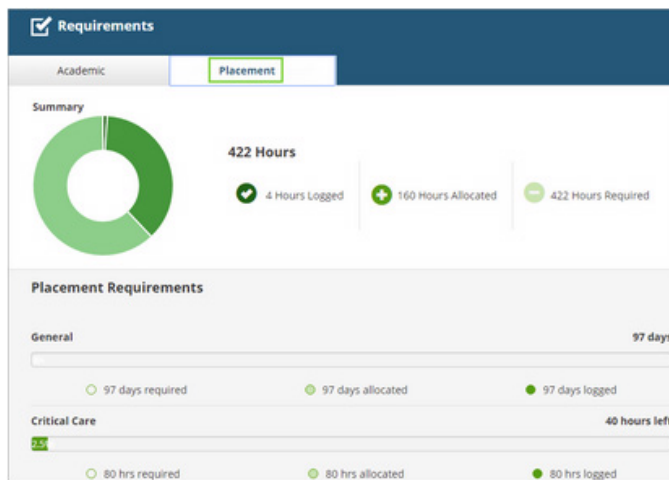 Requirements
Academic Placement
Summary
422 Hours
4 Hours Logged 160 Hours Allocated 422 Hours Required
Placement Requirements
General 97 days
97 days required 97 days allocated 97 days logged
Critical Care 40 hours left
80 hrs required 80 hrs allocated 80 hrs logged